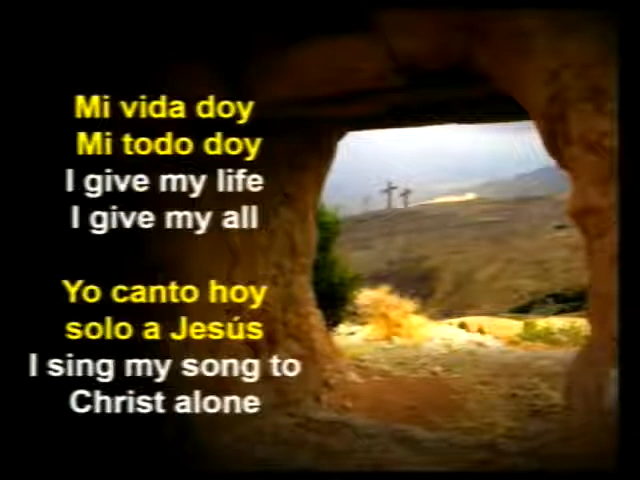 Mi vida doy
Mi todo doy
I give my life
I give my all
Yo canto hoy
solo a Jesús
I sing my song to
Christ alone